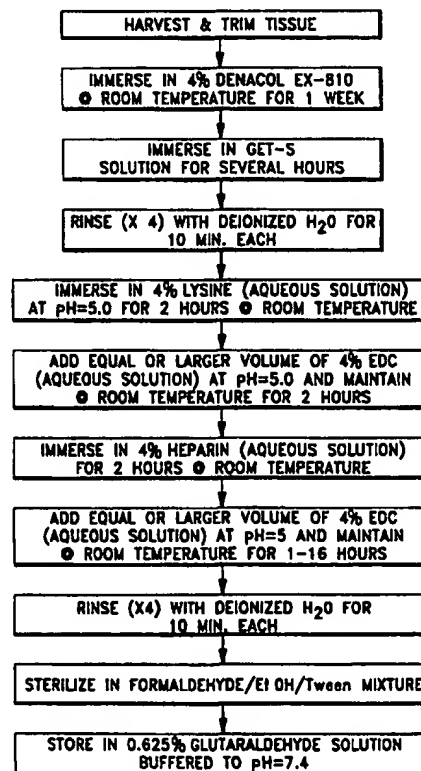 HARVEST & TRIM TISSUE
IMMERSE IN 4% DENACOL EX-810
@ ROOM TEMPERATURE FOR 1 WEEK
IMMERSE IN GET-S
SOLUTION FOR SEVERAL HOURS
RINSE (X 4) WITH DEIONIZED H2O FOR
10 MIN. EACH
IMMERSE IN 4% LYSINE (AQUEOUS SOLUTION)
AT pH=5.0 FOR 2 HOURS @ ROOM TEMPERATURE
ADD EQUAL OR LARGER VOLUME OF 4% EDC
(AQUEOUS SOLUTION) AT pH=5.0 AND MAINTAIN
@ ROOM TEMPERATURE FOR 2 HOURS
IMMERSE IN 4% HEPARIN (AQUEOUS SOLUTION)
FOR 2 HOURS @ ROOM TEMPERATURE
ADD EQUAL OR LARGER VOLUME OF 4% EDC
(AQUEOUS SOLUTION) AT pH=5 AND MAINTAIN
@ ROOM TEMPERATURE FOR 1-16 HOURS
RINSE (X4) WITH DEIONIZED H2O FOR
10 MIN. EACH
STERILIZE IN FORMALDEHYDE/Et OH/Tween MIXTURE
STORE IN 0.625% GLUTARALDEHYDE SOLUTION
BUFFERED TO pH=7.4